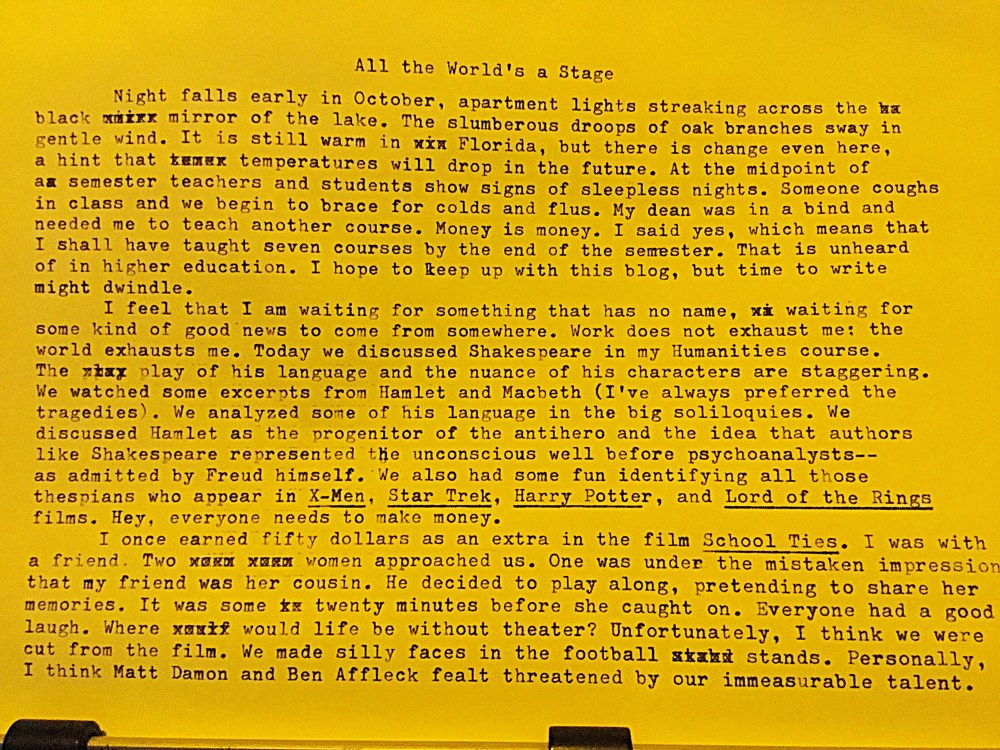 All the World's a Stage
Night falls early in October, apartment lights streaking across the
black mirror of the lake. The slumberous droops of oak branches sway in
gentle wind. It is still warm in Florida, but there is change even here,
a hint that temperatures will drop in the future. At the midpoint of
a semester teachers and students show signs of sleepless nights. Someone coughs
in class and we begin to brace for colds and flus. My dean was in a bind and
needed me to teach another course. Money is money. I said yes, which means that
I shall have taught seven courses by the end of the semester. That is unheard
of in higher education. I hope to keep up with this blog, but time to write
might dwindle.
I feel that I am waiting for something that has no name, waiting for
some kind of good news to come from somewhere. Work does not exhaust me: the
world exhausts me. Today we discussed Shakespeare in my Humanities course.
The play of his language and the nuance of his characters are staggering.
We watched some excerpts from Hamlet and Macbeth (I've always preferred the
tragedies). We analyzed some of his language in the big soliloquies. We
discussed Hamlet as the progenitor of the antihero and the idea that authors
like Shakespeare represented the unconscious well before psychoanalysts--
as admitted by Freud himself. We also had some fun identifying all those
thespians who appear in X-Men, Star Trek, Harry Potter, and Lord of the Rings
films. Hey, everyone needs to make money.
I once earned fifty dollars as an extra in the film School Ties. I was with
a friend. Two women approached us. One was under the mistaken impression
that my friend was her cousin. He decided to play along, pretending to share her
memories. It was some twenty minutes before she caught on. Everyone had a good
laugh. Where would life be without theater? Unfortunately, I think we were
cut from the film. We made silly faces in the football stands. Personally,
I think Matt Damon and Ben Affleck fealt threatened by our immeasurable talent.